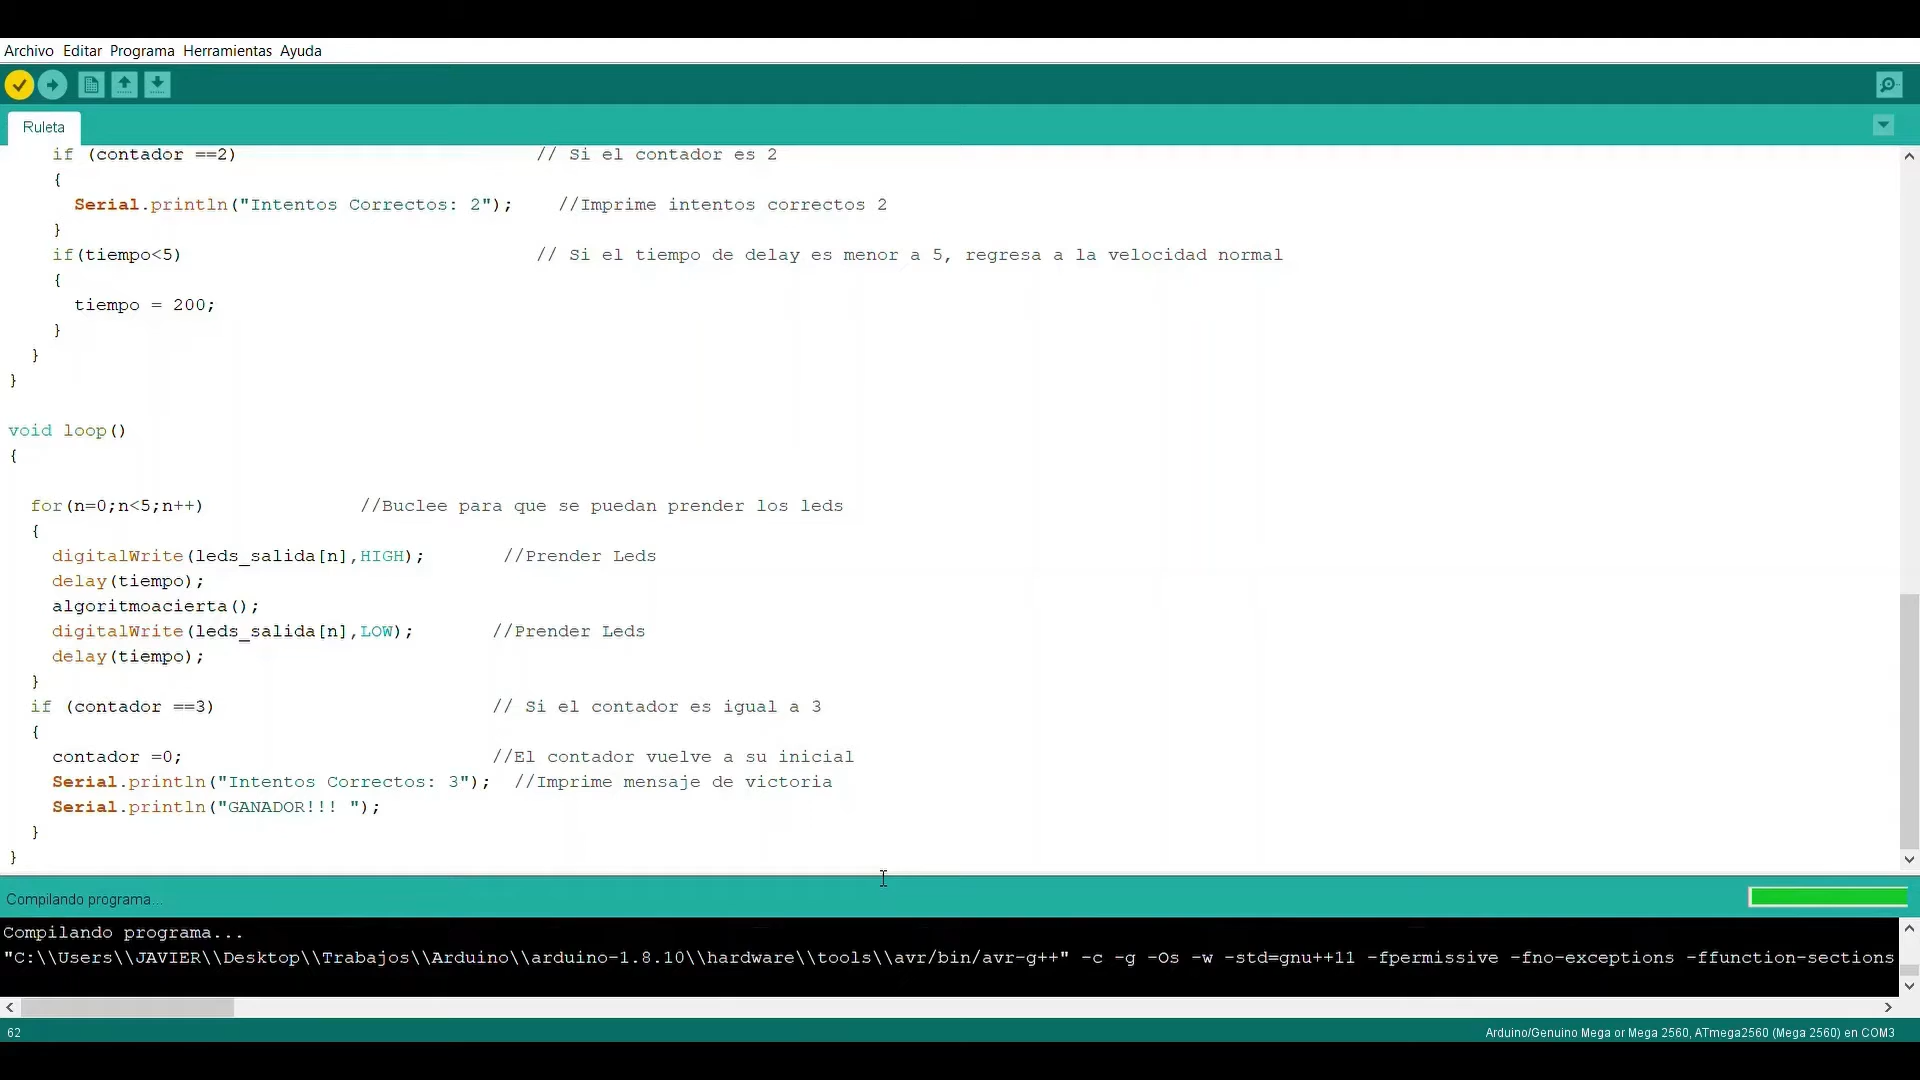 Archivo Editar Programa Herramientas Ayuda
Ruleta
if (contador ==2) // Si el contador es 2
{
Serial.println("Intentos Correctos: 2"); //Imprime intentos correctos 2
}
if(tiempo<5) // Si el tiempo de delay es menor a 5, regresa a la velocidad normal
{
tiempo = 200;
}
}
}
void loop()
{
for(n=0;n<5;n++) //Buclee para que se puedan prender los leds
{
digitalWrite(leds_salida[n],HIGH); //Prender Leds
delay(tiempo);
algoritmoacierta();
digitalWrite(leds_salida[n],LOW); //Prender Leds
delay(tiempo);
}
if (contador ==3) // Si el contador es igual a 3
{
contador =0; //El contador vuelve a su inicial
Serial.println("Intentos Correctos: 3"); //Imprime mensaje de victoria
Serial.println("GANADOR!!! ");
}
}
Compilando programa...
Compilando programa...
"C:\\Users\\JAVIER\\Desktop\\Trabajos\\Arduino\\arduino-1.8.10\\hardware\\tools\\avr/bin/avr-g++" -c -g -Os -w -std=gnu++11 -fpermissive -fno-exceptions -ffunction-sections
62
Arduino/Genuino Mega or Mega 2560, ATmega2560 (Mega 2560) en COM3